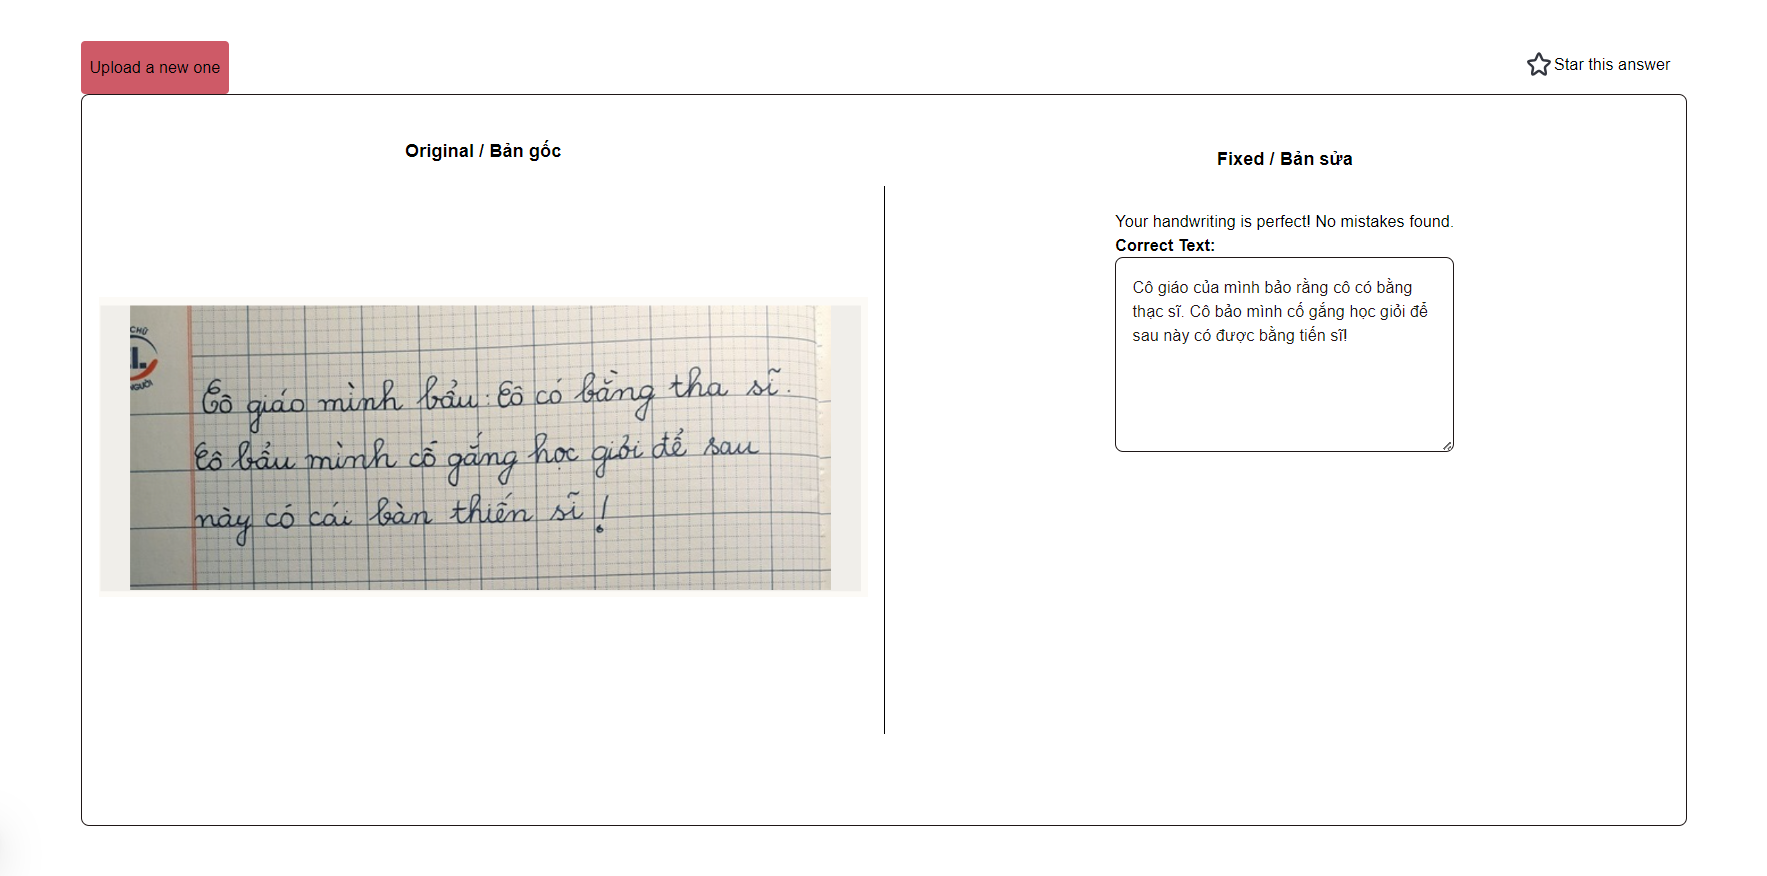 Upload a new one
Star this answer
Original / Bản gốc
CHỮ
L.
NGƯỜI
Cô giáo mình bẩu: Cô có bằng tha sĩ.
Cô bẩu mình cố gắng học giỏi để sau
này có cái bàn thiến sĩ!
Fixed / Bản sửa
Your handwriting is perfect! No mistakes found.
Correct Text:
Cô giáo của mình bảo rằng cô có bằng
thạc sĩ. Cô bảo mình cố gắng học giỏi để
sau này có được bằng tiến sĩ!